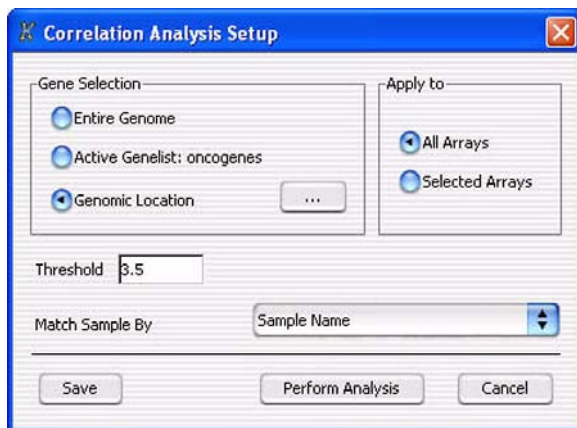 Correlation Analysis Setup
Gene Selection
Entire Genome
Active Genelist: oncogenes
Genomic Location
...
Apply to
All Arrays
Selected Arrays
Threshold 3.5
Match Sample By Sample Name
Save Perform Analysis Cancel